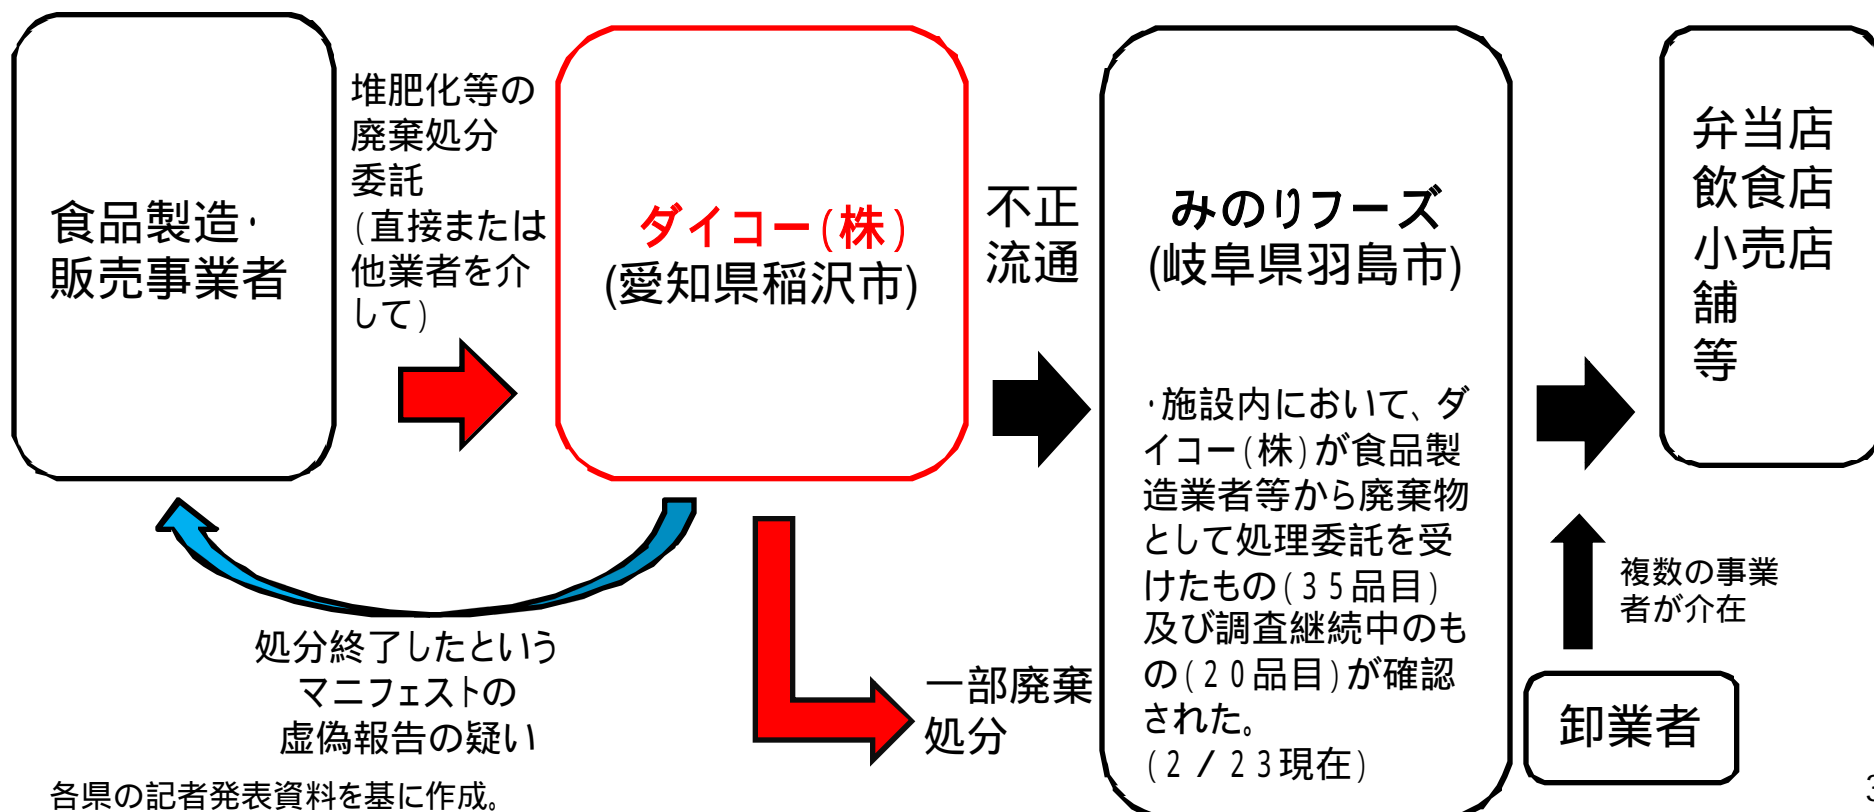 食品製造・
販売事業者
堆肥化等の
廃棄処分
委託
(直接または
他業者を介
して)
ダイコー(株)
(愛知県稲沢市)
不正
流通
みのりフーズ
(岐阜県羽島市)
・施設内において、ダ
イコー(株)が食品製
造業者等から廃棄物
として処理委託を受
けたもの(35品目)
及び調査継続中のも
の(20品目)が確認
された。
(2/23現在)
弁当店
飲食店
小売店
舗
等
複数の事業
者が介在
卸業者
処分終了したという
マニフェストの
虚偽報告の疑い
一部廃棄
処分
各県の記者発表資料を基に作成。
3